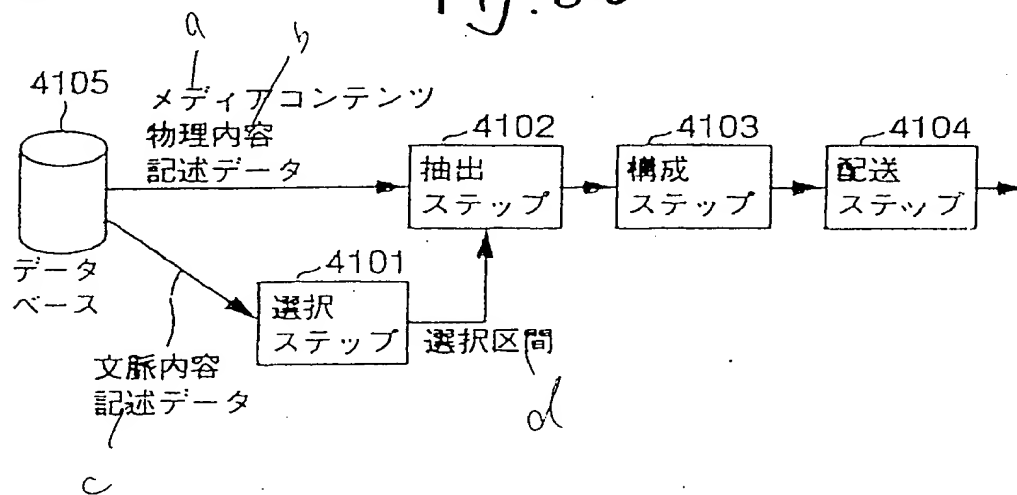 a
b
4105
メディアコンテンツ
物理内容
記述データ
4102
抽出
ステップ
4103
構成
ステップ
4104
配送
ステップ
データ
ベース
4101
選択
ステップ
選択区間
文脈内容
記述データ
d
c